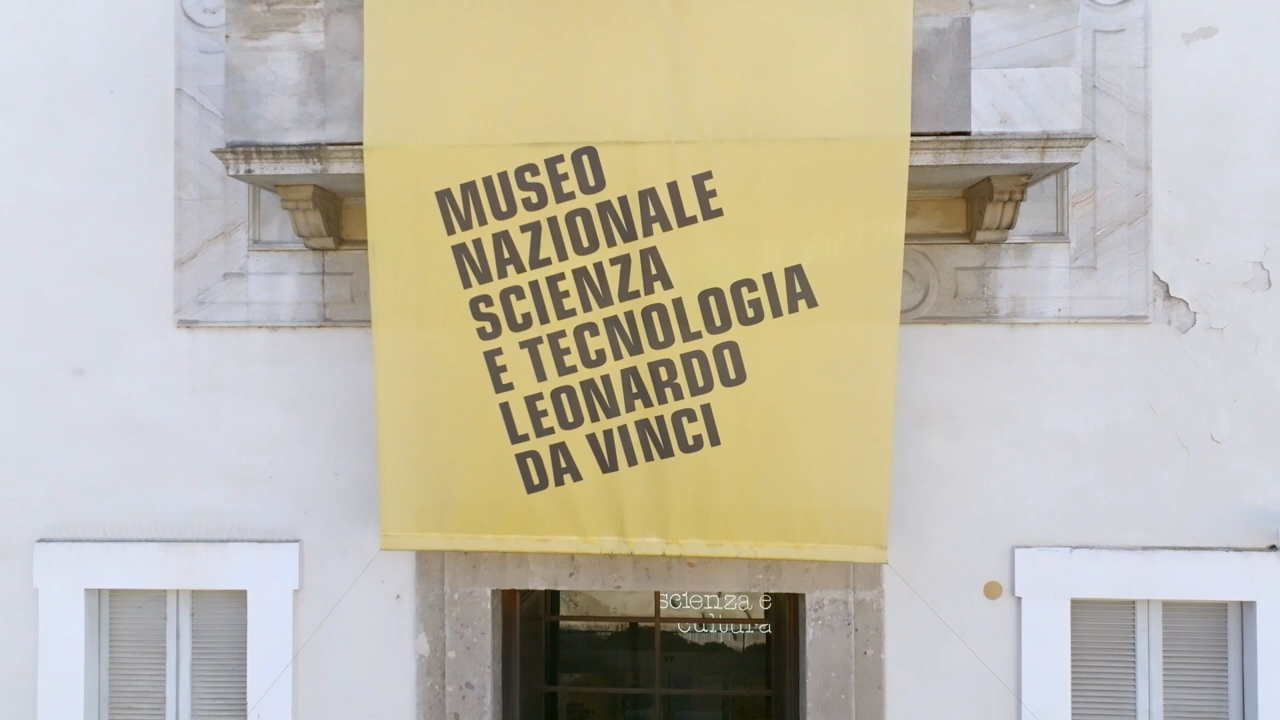 MUSEO
NAZIONALE
SCIENZA
E TECNOLOGIA
LEONARDO
DA VINCI
scienza è
cultura